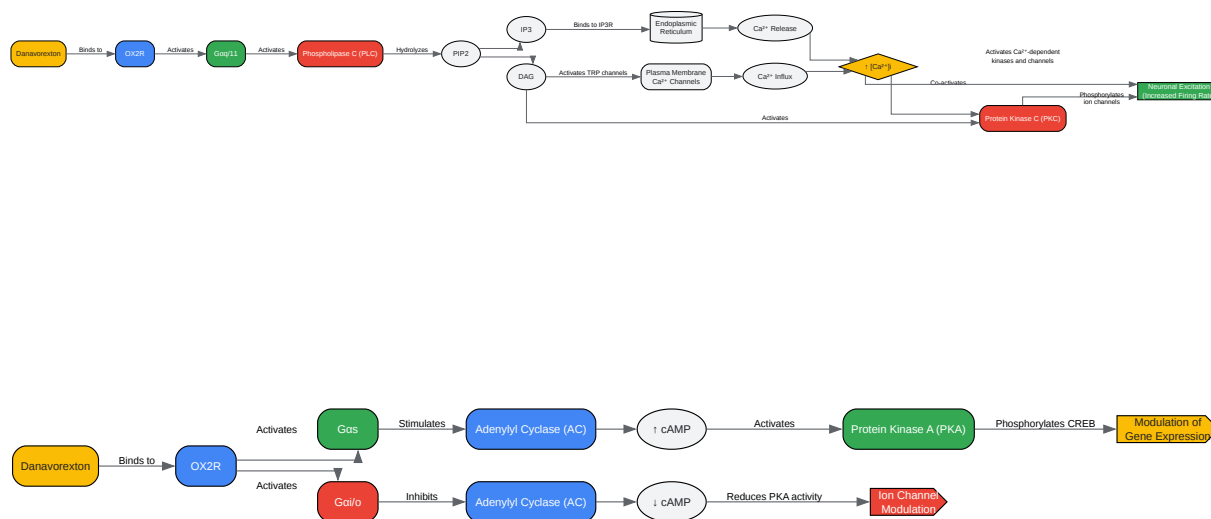 Danavorexton
Binds to
OX2R
Activates
Gαq/11
Activates
Phospholipase C (PLC)
Hydrolyzes
PIP2
IP3
Binds to IP3R
Endoplasmic
Reticulum
Ca²⁺ Release
DAG
Activates TRP channels
Plasma Membrane
Ca²⁺ Channels
Ca²⁺ Influx
↑ [Ca²⁺]i
Activates Ca²⁺-dependent
kinases and channels
Co-activates
Activates
Protein Kinase C (PKC)
Phosphorylates
ion channels
Neuronal Excitation
(Increased Firing Rate
Danavorexton
Binds to
OX2R
Activates
Gαs
Stimulates
Adenylyl Cyclase (AC)
↑ cAMP
Activates
Protein Kinase A (PKA)
Phosphorylates CREB
Modulation of
Gene Expression
Activates
Gαi/o
Inhibits
Adenylyl Cyclase (AC)
↓ cAMP
Reduces PKA activity
Ion Channel
Modulation